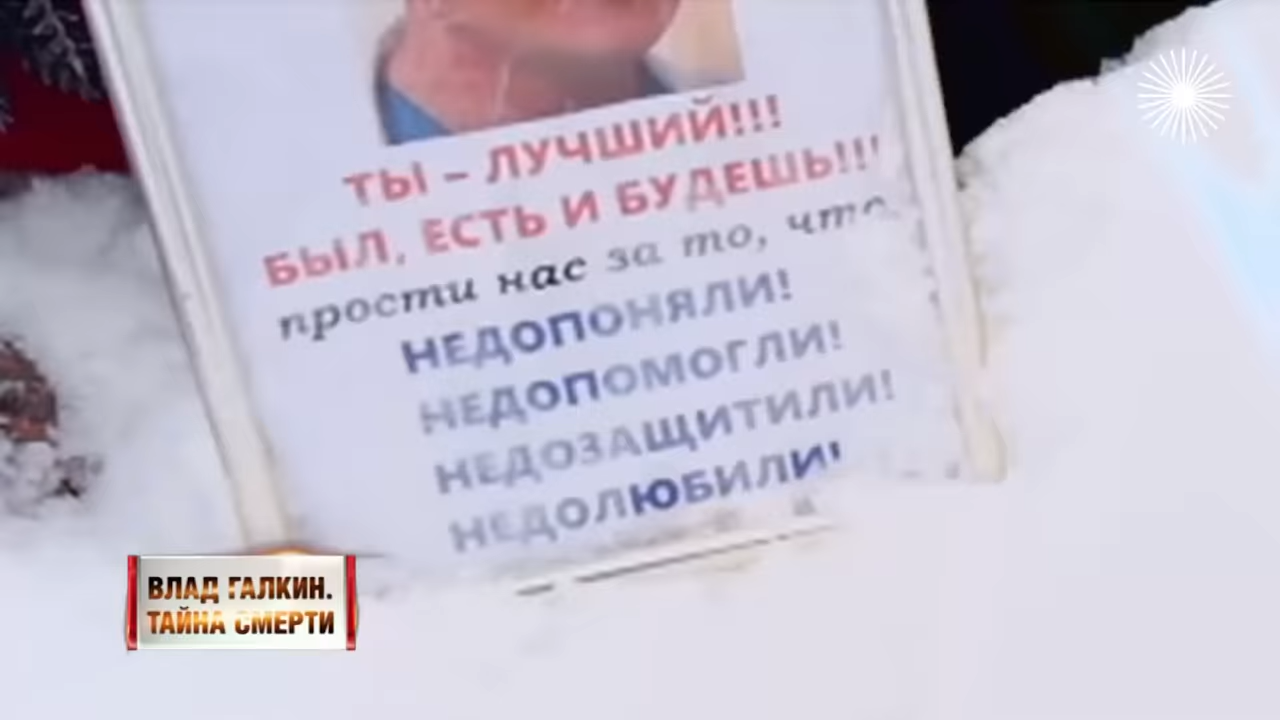 ТЫ – ЛУЧШИЙ!!!
БЫЛ, ЕСТЬ И БУДЕШЬ!!!
прости нас за то, что
НЕДОПОНЯЛИ!
НЕДОПОМОГЛИ!
НЕДОЗАЩИТИЛИ!
НЕДОЛЮБИЛИ!
ВЛАД ГАЛКИН.
ТАЙНА СМЕРТИ